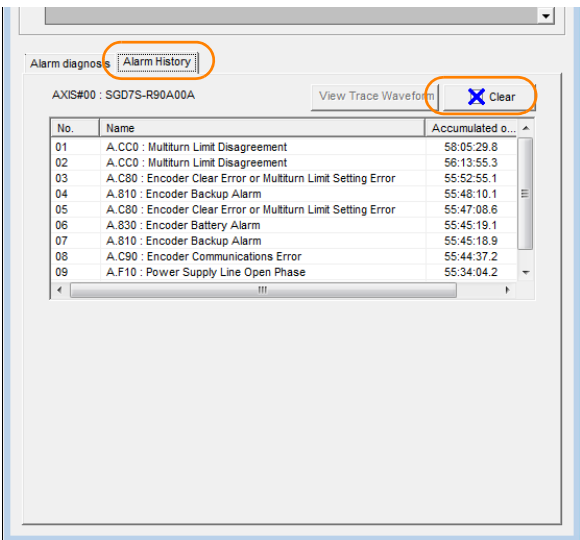 Alarm diagnosis Alarm History
AXIS#00 : SGD7S-R90A00A View Trace Waveform Clear
No. Name Accumulated o...
01 A.CC0 : Multiturn Limit Disagreement 58:05:29.8
02 A.CC0 : Multiturn Limit Disagreement 56:13:55.3
03 A.C80 : Encoder Clear Error or Multiturn Limit Setting Error 55:52:55.1
04 A.810 : Encoder Backup Alarm 55:48:10.1
05 A.C80 : Encoder Clear Error or Multiturn Limit Setting Error 55:47:08.6
06 A.830 : Encoder Battery Alarm 55:45:19.1
07 A.810 : Encoder Backup Alarm 55:45:18.9
08 A.C90 : Encoder Communications Error 55:44:37.2
09 A.F10 : Power Supply Line Open Phase 55:34:04.2